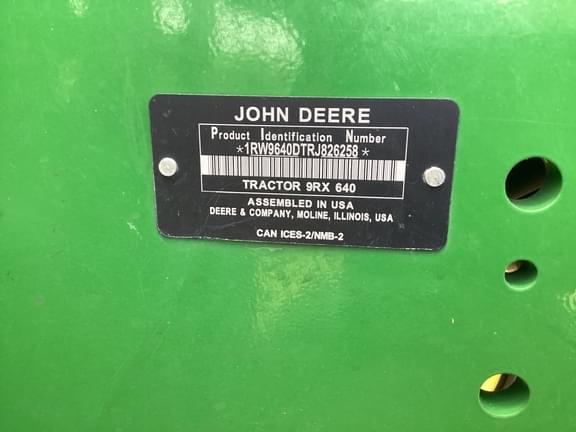 JOHN DEERE
Product Identification Number
*1RW9640DTRJ826258*
TRACTOR 9RX 640
ASSEMBLED IN USA
DEERE & COMPANY, MOLINE, ILLINOIS, USA
CAN ICES-2/NMB-2